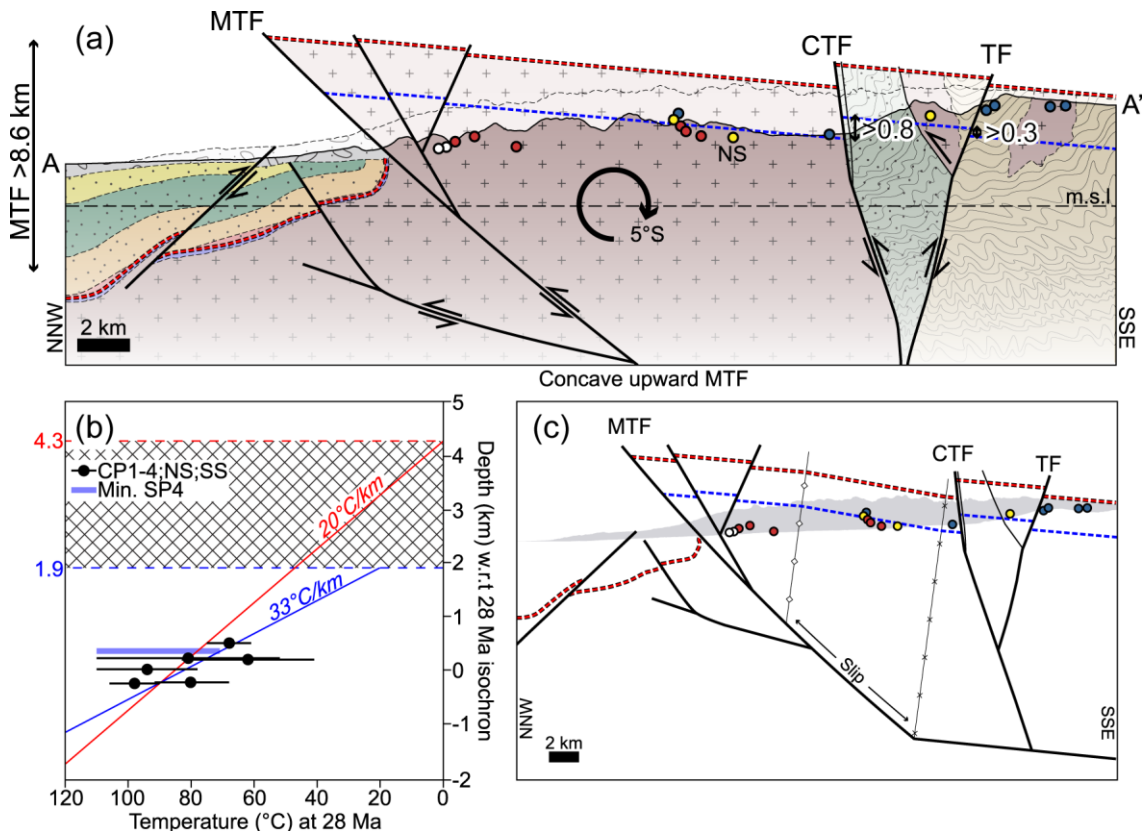 (a)
MTF
CTF
TF
MTF >8.6 km
A
A'
>0.8
>0.3
NS
m.s.l
5°S
2 km
NNW
SSE
Concave upward MTF
(b)
4.3
CP1-4;NS;SS
Min. SP4
20°C/km
1.9
33°C/km
5
4
3
2
1
0
-1
-2
Depth (km) w.r.t 28 Ma isochron
120 100 80 60 40 20 0
Temperature (°C) at 28 Ma
(c)
MTF
CTF
TF
Slip
NNW
SSE
2 km